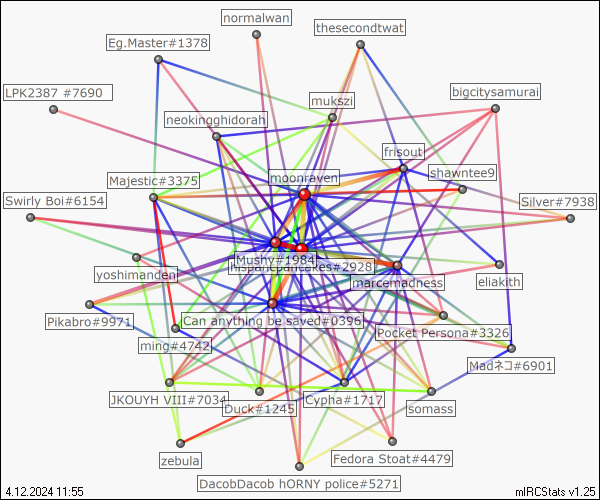 normalwan
thesecondtwat
Eg.Master#1378
LPK2387 #7690
bigcitysamurai
mukszi
neokingghidorah
frisout
moonraven
shawntee9
Majestic#3375
Swirly Boi#6154
Silver#7938
Mushy#1984
hispanicpancakes#2928
yoshimanden
marcemadness
eliakith
Pikabro#9971
Can anything be saved#0396
Pocket Persona#3326
ming#4742
Madネコ#6901
JKOUYH VIII#7034
Duck#1245
Cypha#1717
somass
zebula
Fedora Stoat#4479
DacobDacob hORNY police#5271
4.12.2024 11:55
mIRCStats v1.25